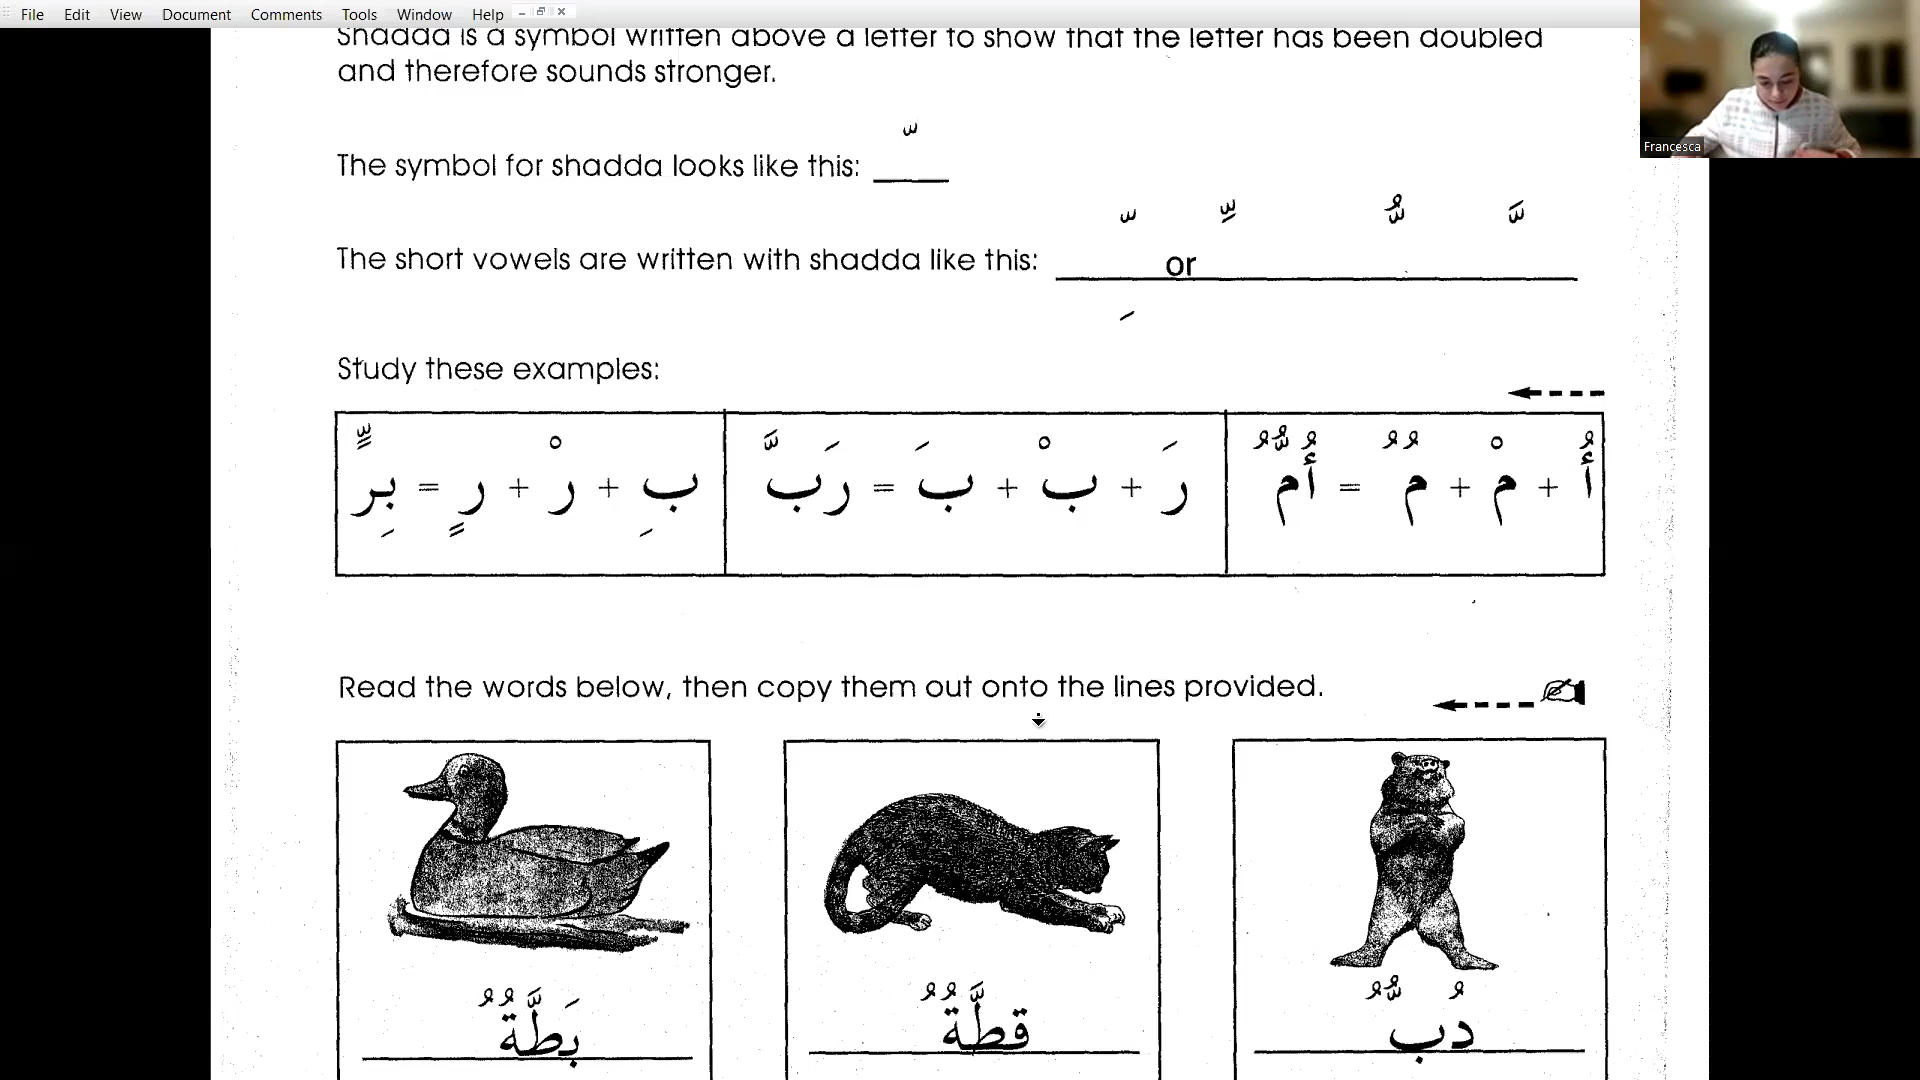 File Edit View Document Comments Tools Window Help
Shadda is a symbol written above a letter to show that the letter has been doubled
and therefore sounds stronger.
Francesca
The symbol for shadda looks like this: ّ
The short vowels are written with shadda like this: َّ ُّ ِّ or ّ ِ
Study these examples:
أُ + مْ + مٌ = أُمٌّ
رَ + بْ + بَ = رَبَّ
بِ + رْ + رٍ = بِرٍّ
Read the words below, then copy them out onto the lines provided.
دُبٌّ
قطَّةٌ
بَطَّةٌ